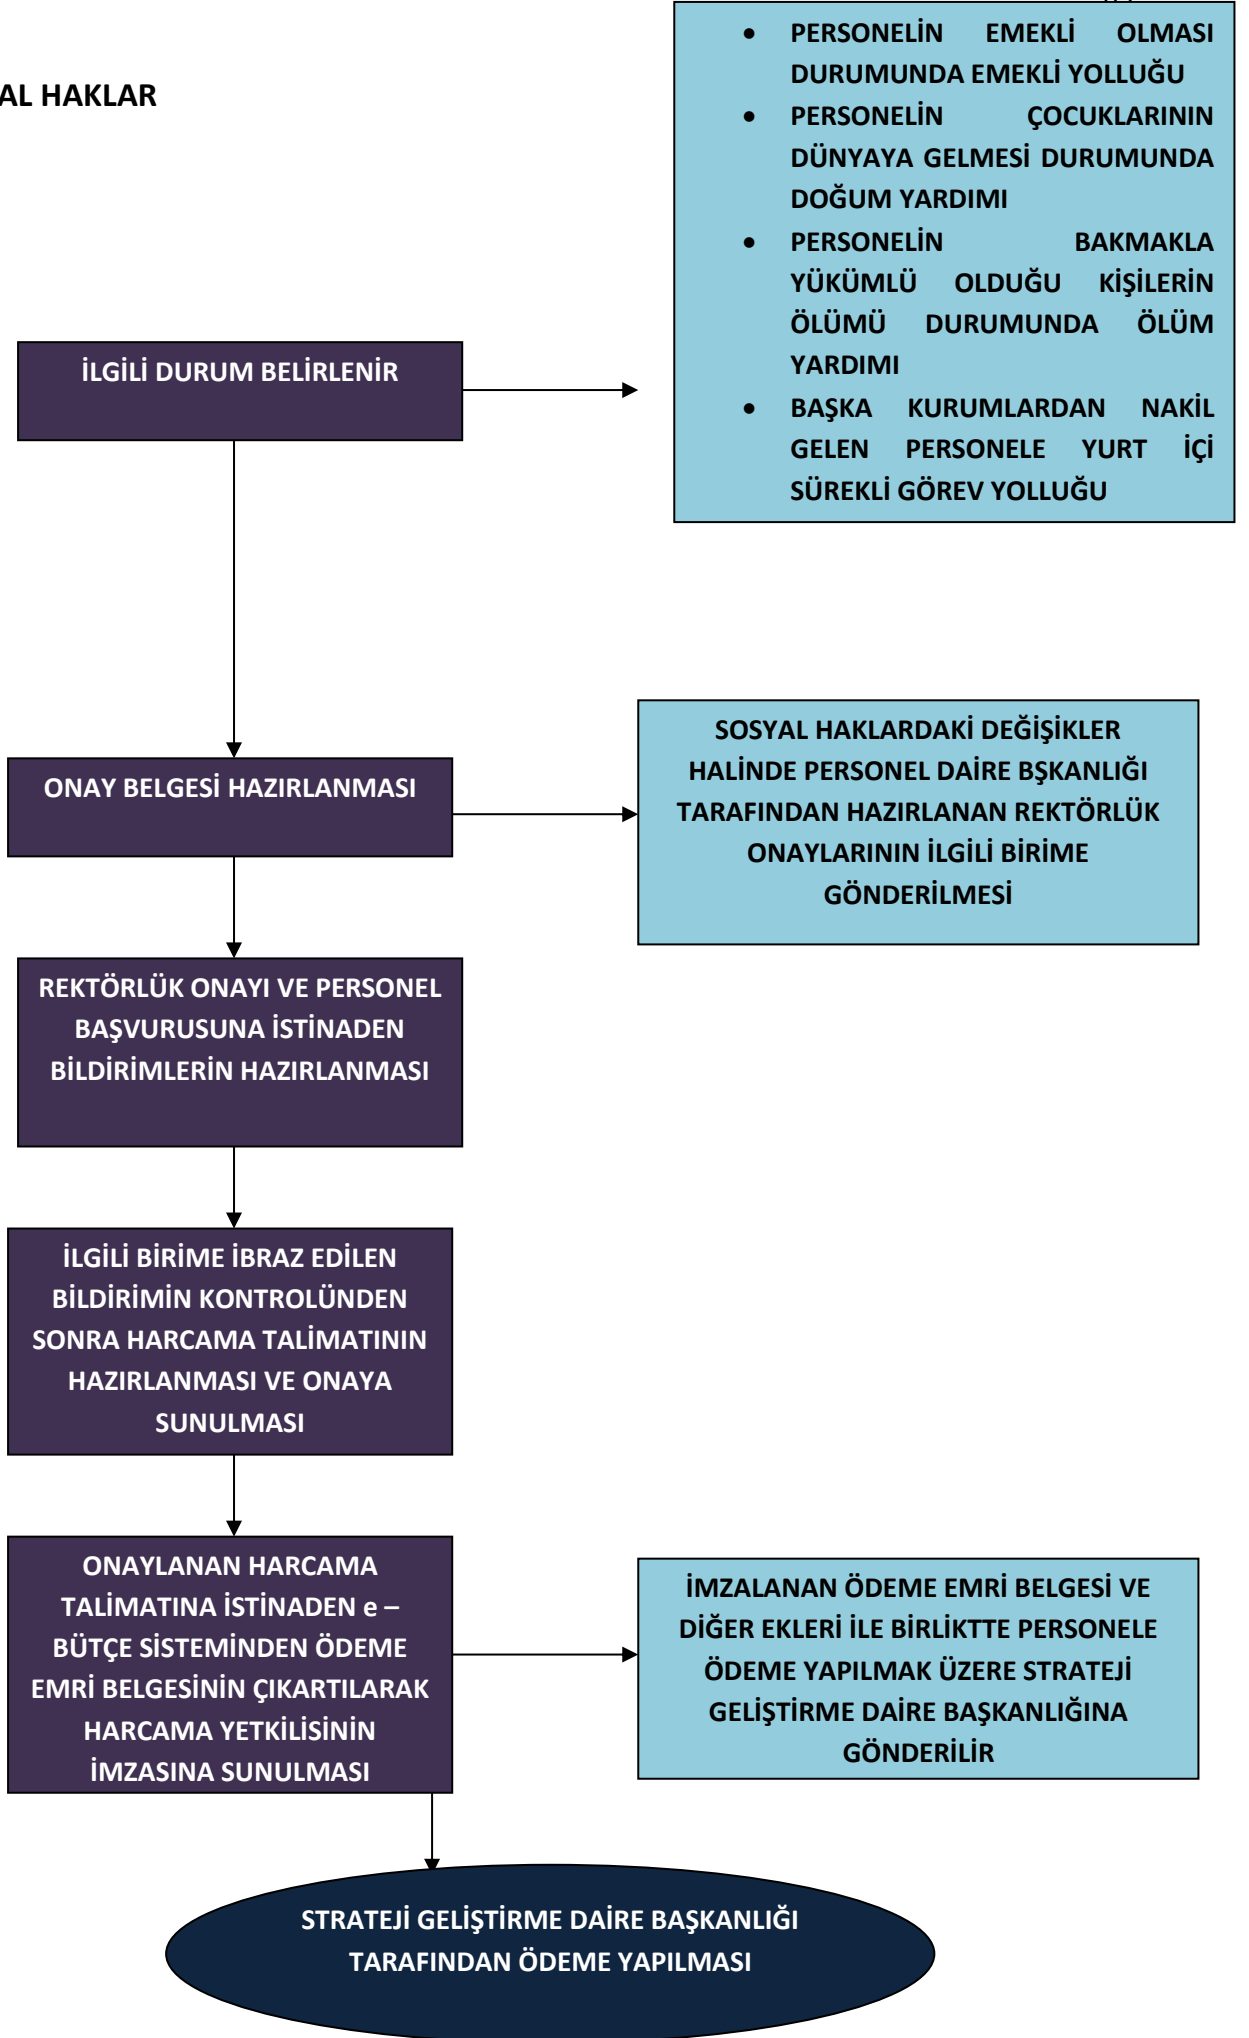 AL HAKLAR
• PERSONELİN EMEKLİ OLMASI
DURUMUNDA EMEKLİ YOLLUĞU
• PERSONELİN ÇOCUKLARININ
DÜNYAYA GELMESİ DURUMUNDA
DOĞUM YARDIMI
• PERSONELİN BAKMAKLA
YÜKÜMLÜ OLDUĞU KİŞİLERİN
ÖLÜMÜ DURUMUNDA ÖLÜM
YARDIMI
• BAŞKA KURUMLARDAN NAKİL
GELEN PERSONELE YURT İÇİ
SÜREKLİ GÖREV YOLLUĞU
İLGİLİ DURUM BELİRLENİR
ONAY BELGESİ HAZIRLANMASI
SOSYAL HAKLARDAKİ DEĞİŞİKLER
HALİNDE PERSONEL DAİRE BŞKANLIĞI
TARAFINDAN HAZIRLANAN REKTÖRLÜK
ONAYLARININ İLGİLİ BİRİME
GÖNDERİLMESİ
REKTÖRLÜK ONAYI VE PERSONEL
BAŞVURUSUNA İSTİNADEN
BİLDİRİMLERİN HAZIRLANMASI
İLGİLİ BİRİME İBRAZ EDİLEN
BİLDİRİMİN KONTROLÜNDEN
SONRA HARCAMA TALİMATININ
HAZIRLANMASI VE ONAYA
SUNULMASI
ONAYLANAN HARCAMA
TALİMATINA İSTİNADEN e –
BÜTÇE SİSTEMİNDEN ÖDEME
EMRİ BELGESİNİN ÇIKARTILARAK
HARCAMA YETKİLİSİNİN
İMZASINA SUNULMASI
İMZALANAN ÖDEME EMRİ BELGESİ VE
DİĞER EKLERİ İLE BİRLİKTTE PERSONELE
ÖDEME YAPILMAK ÜZERE STRATEJİ
GELİŞTİRME DAİRE BAŞKANLIĞINA
GÖNDERİLİR
STRATEJİ GELİŞTİRME DAİRE BAŞKANLIĞI
TARAFINDAN ÖDEME YAPILMASI